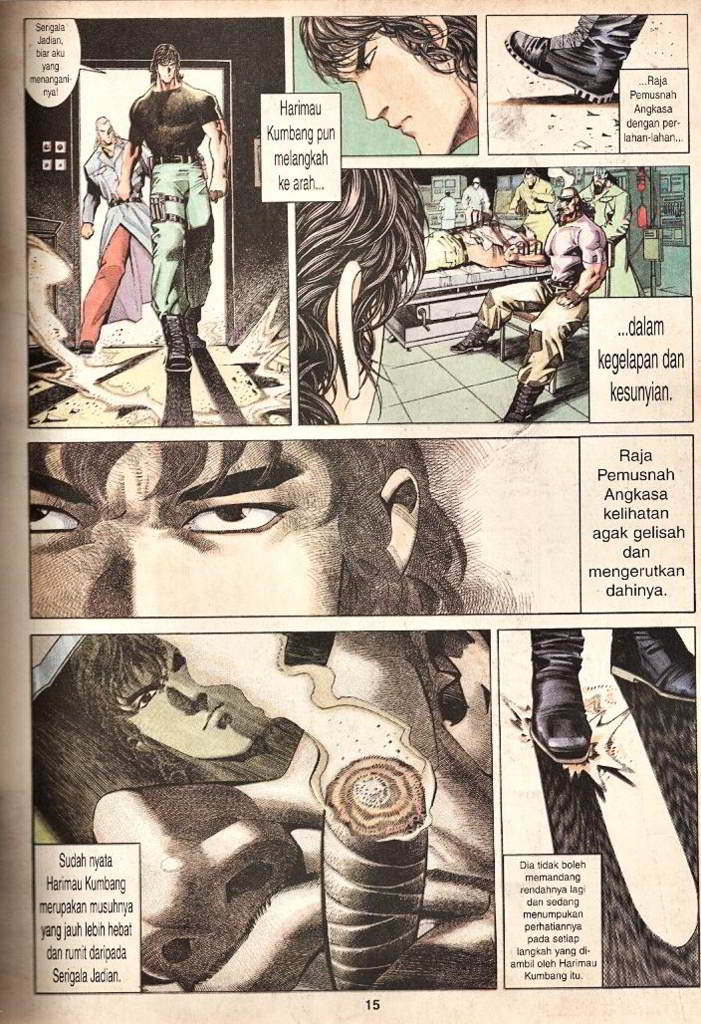 Serigala
Jadian,
biar aku
yang
menangani-
nya!
Harimau
Kumbang pun
melangkah
ke arah...
...Raja
Pemusnah
Angkasa
dengan per-
lahan-lahan...
...dalam
kegelapan dan
kesunyian.
Raja
Pemusnah
Angkasa
kelihatan
agak gelisah
dan
mengerutkan
dahinya.
Sudah nyata
Harimau Kumbang
merupakan musuhnya
yang jauh lebih hebat
dan rumit daripada
Serigala Jadian.
Dia tidak boleh
memandang
rendahnya lagi
dan sedang
menumpukan
perhatiannya
pada setiap
langkah yang di-
ambil oleh Harimau
Kumbang itu.
15